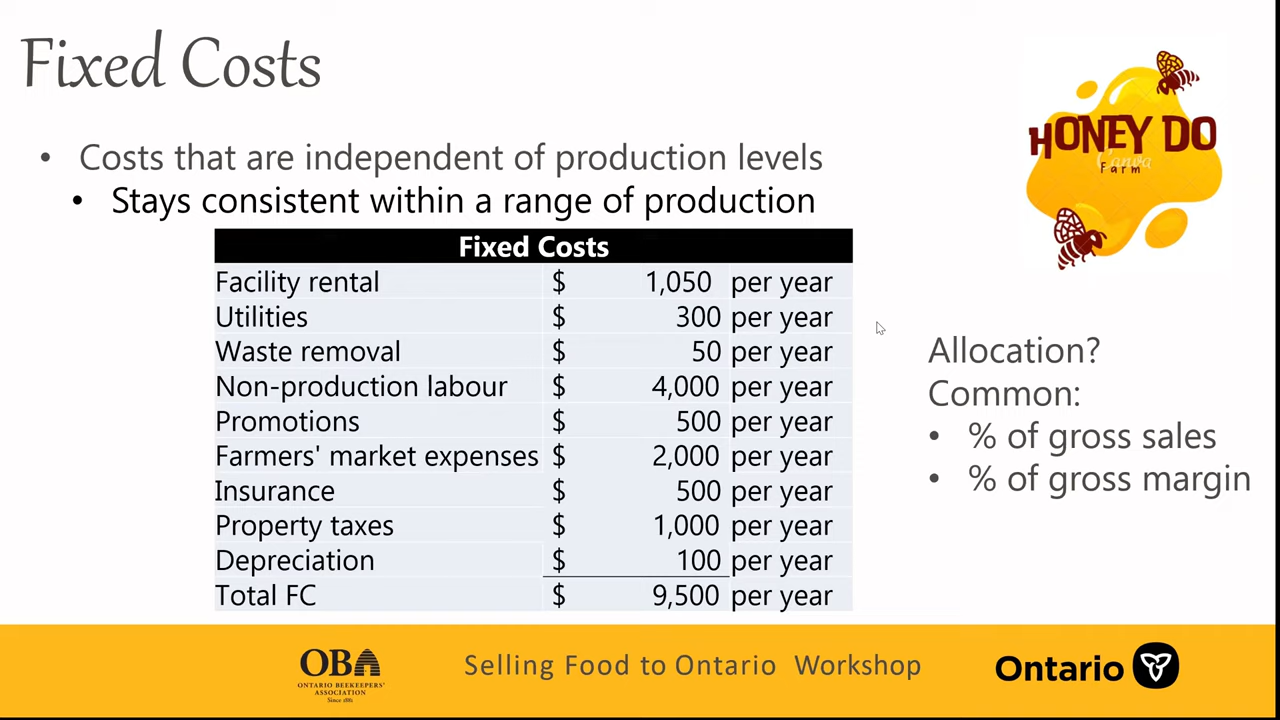 Fixed Costs
• Costs that are independent of production levels
• Stays consistent within a range of production
HONEY DO
Canva
Farm
Fixed Costs
Facility rental $ 1,050 per year
Utilities $ 300 per year
Waste removal $ 50 per year
Non-production labour $ 4,000 per year
Promotions $ 500 per year
Farmers' market expenses $ 2,000 per year
Insurance $ 500 per year
Property taxes $ 1,000 per year
Depreciation $ 100 per year
Total FC $ 9,500 per year
Allocation?
Common:
• % of gross sales
• % of gross margin
OBA
ONTARIO BEEKEEPERS'
ASSOCIATION
Since 1881
Selling Food to Ontario Workshop
Ontario